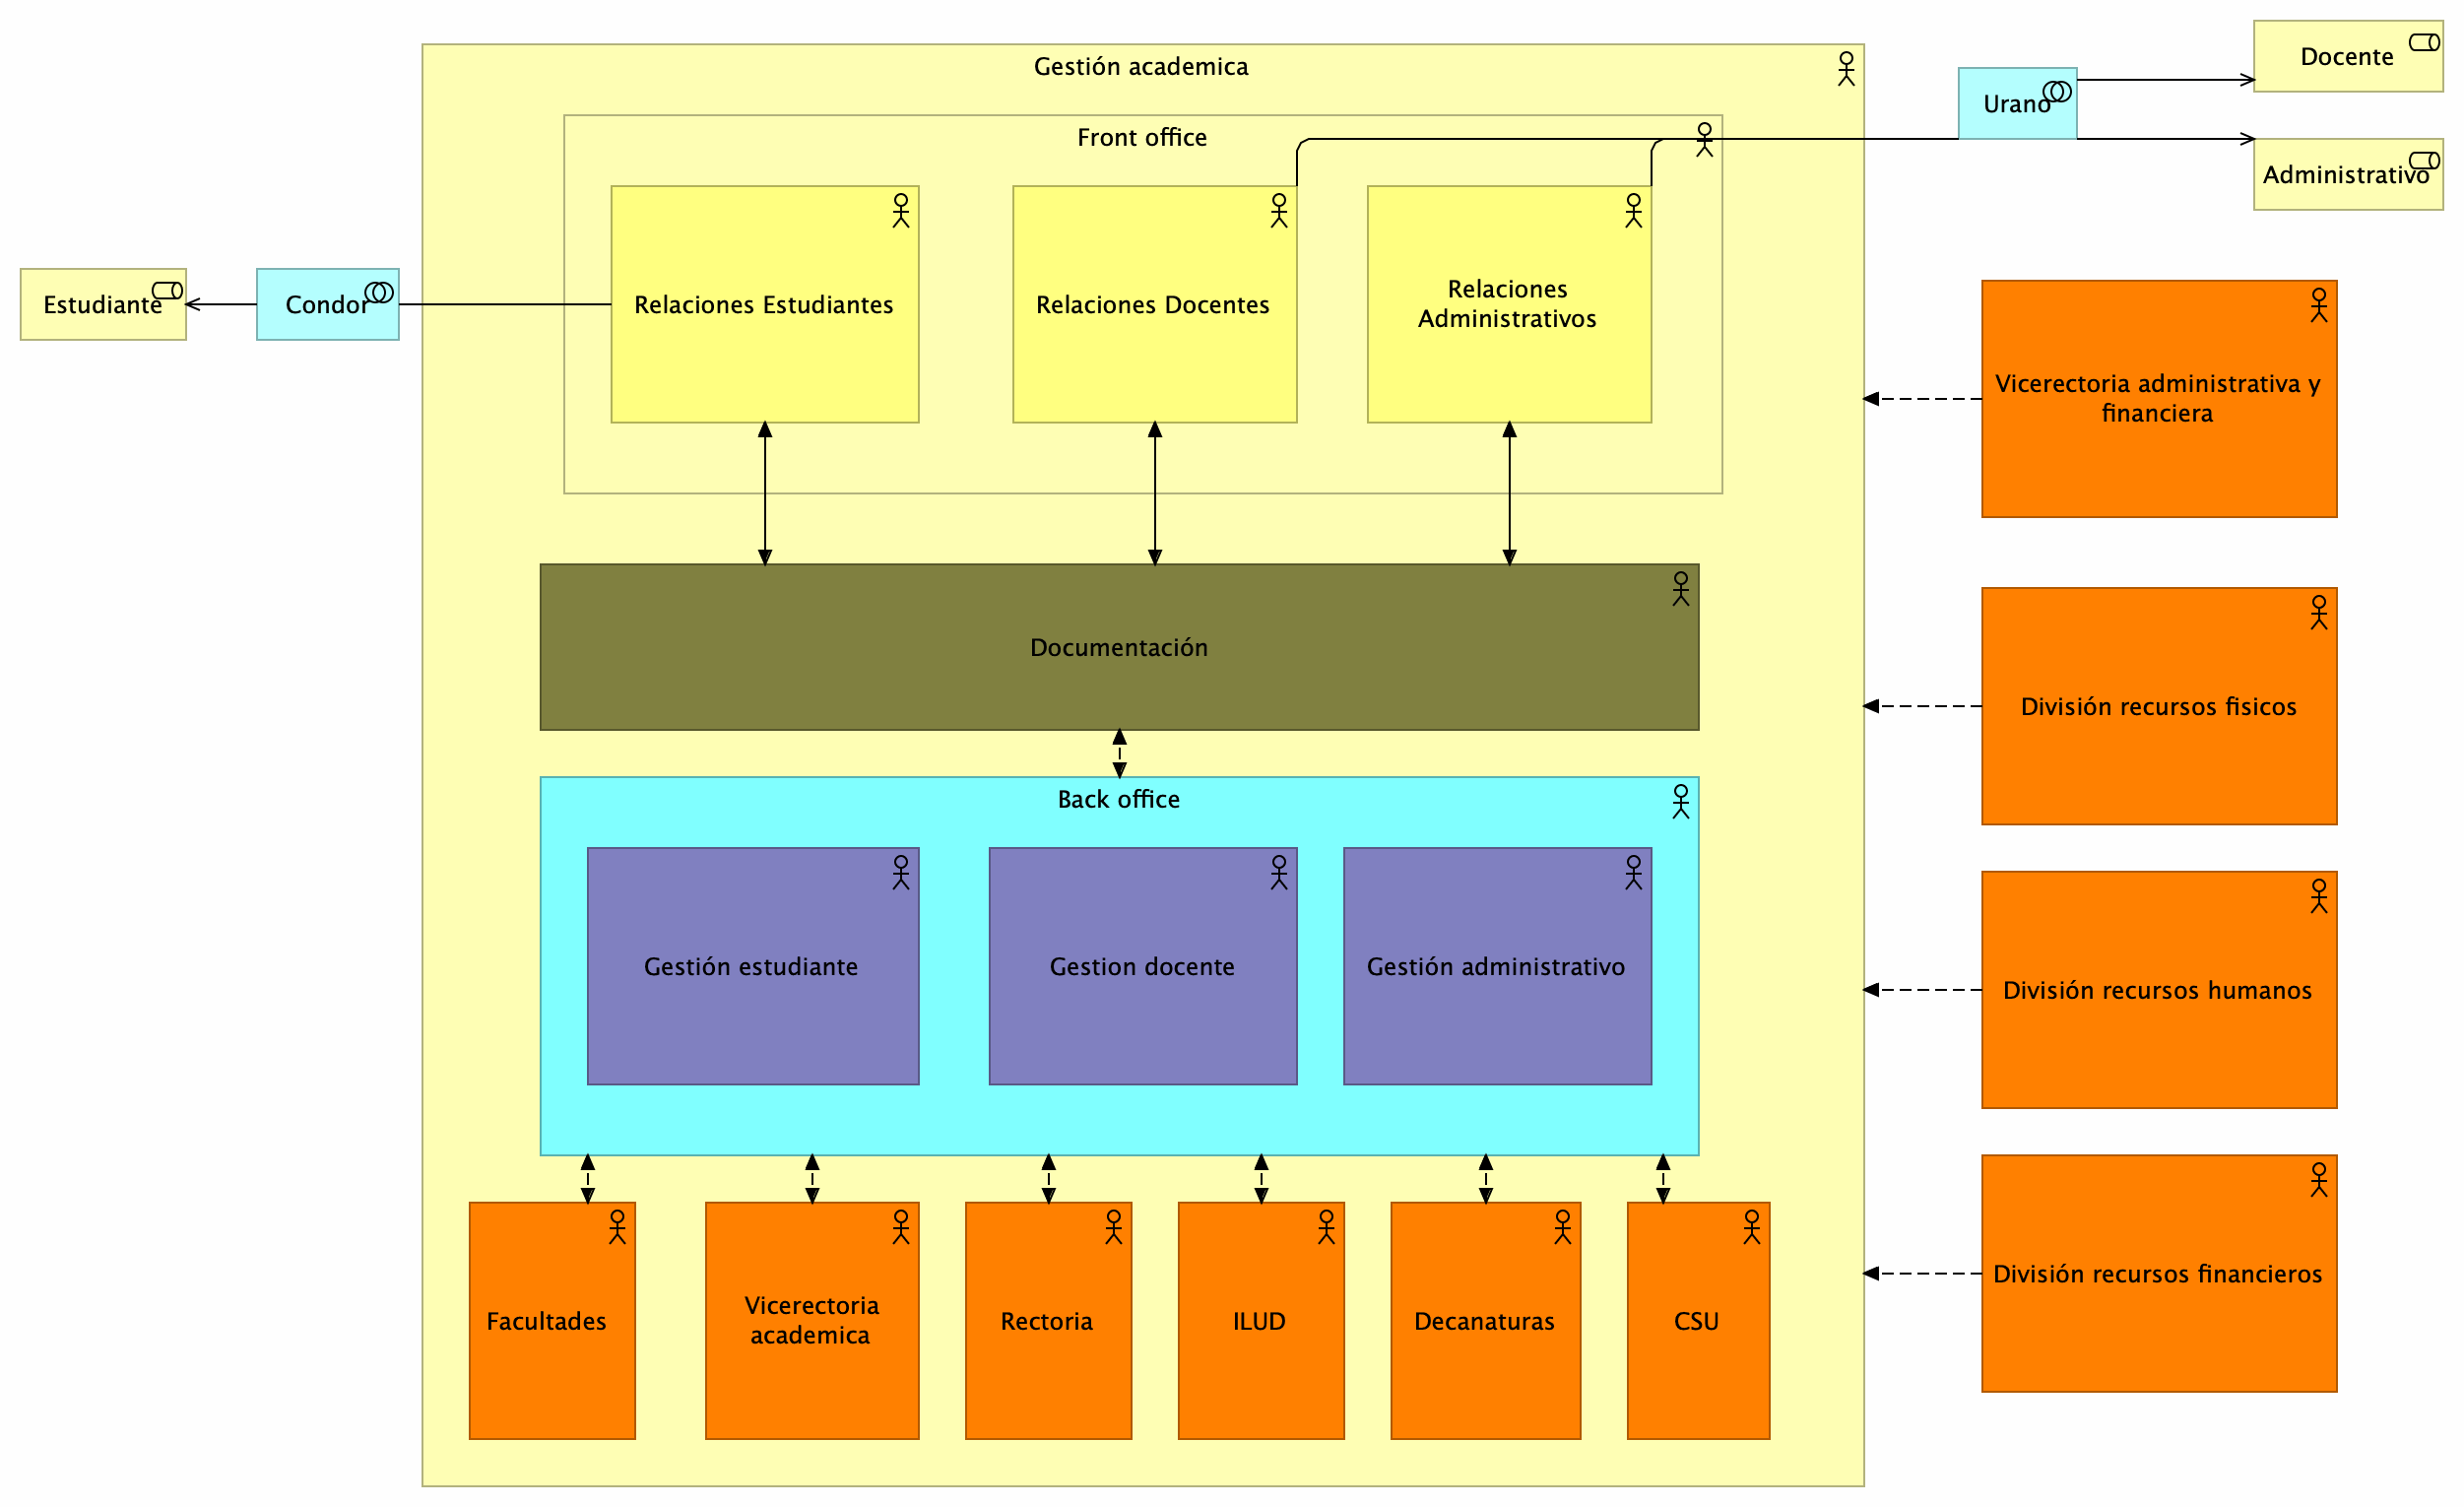 Gestión academica
Docente
Urano
Front office
Administrativo
Estudiante
Condor
Relaciones Estudiantes
Relaciones Docentes
Relaciones
Administrativos
Vicerectoria administrativa y
financiera
Documentación
División recursos fisicos
Back office
Gestión estudiante
Gestion docente
Gestión administrativo
División recursos humanos
Facultades
Vicerectoria
academica
Rectoria
ILUD
Decanaturas
CSU
División recursos financieros